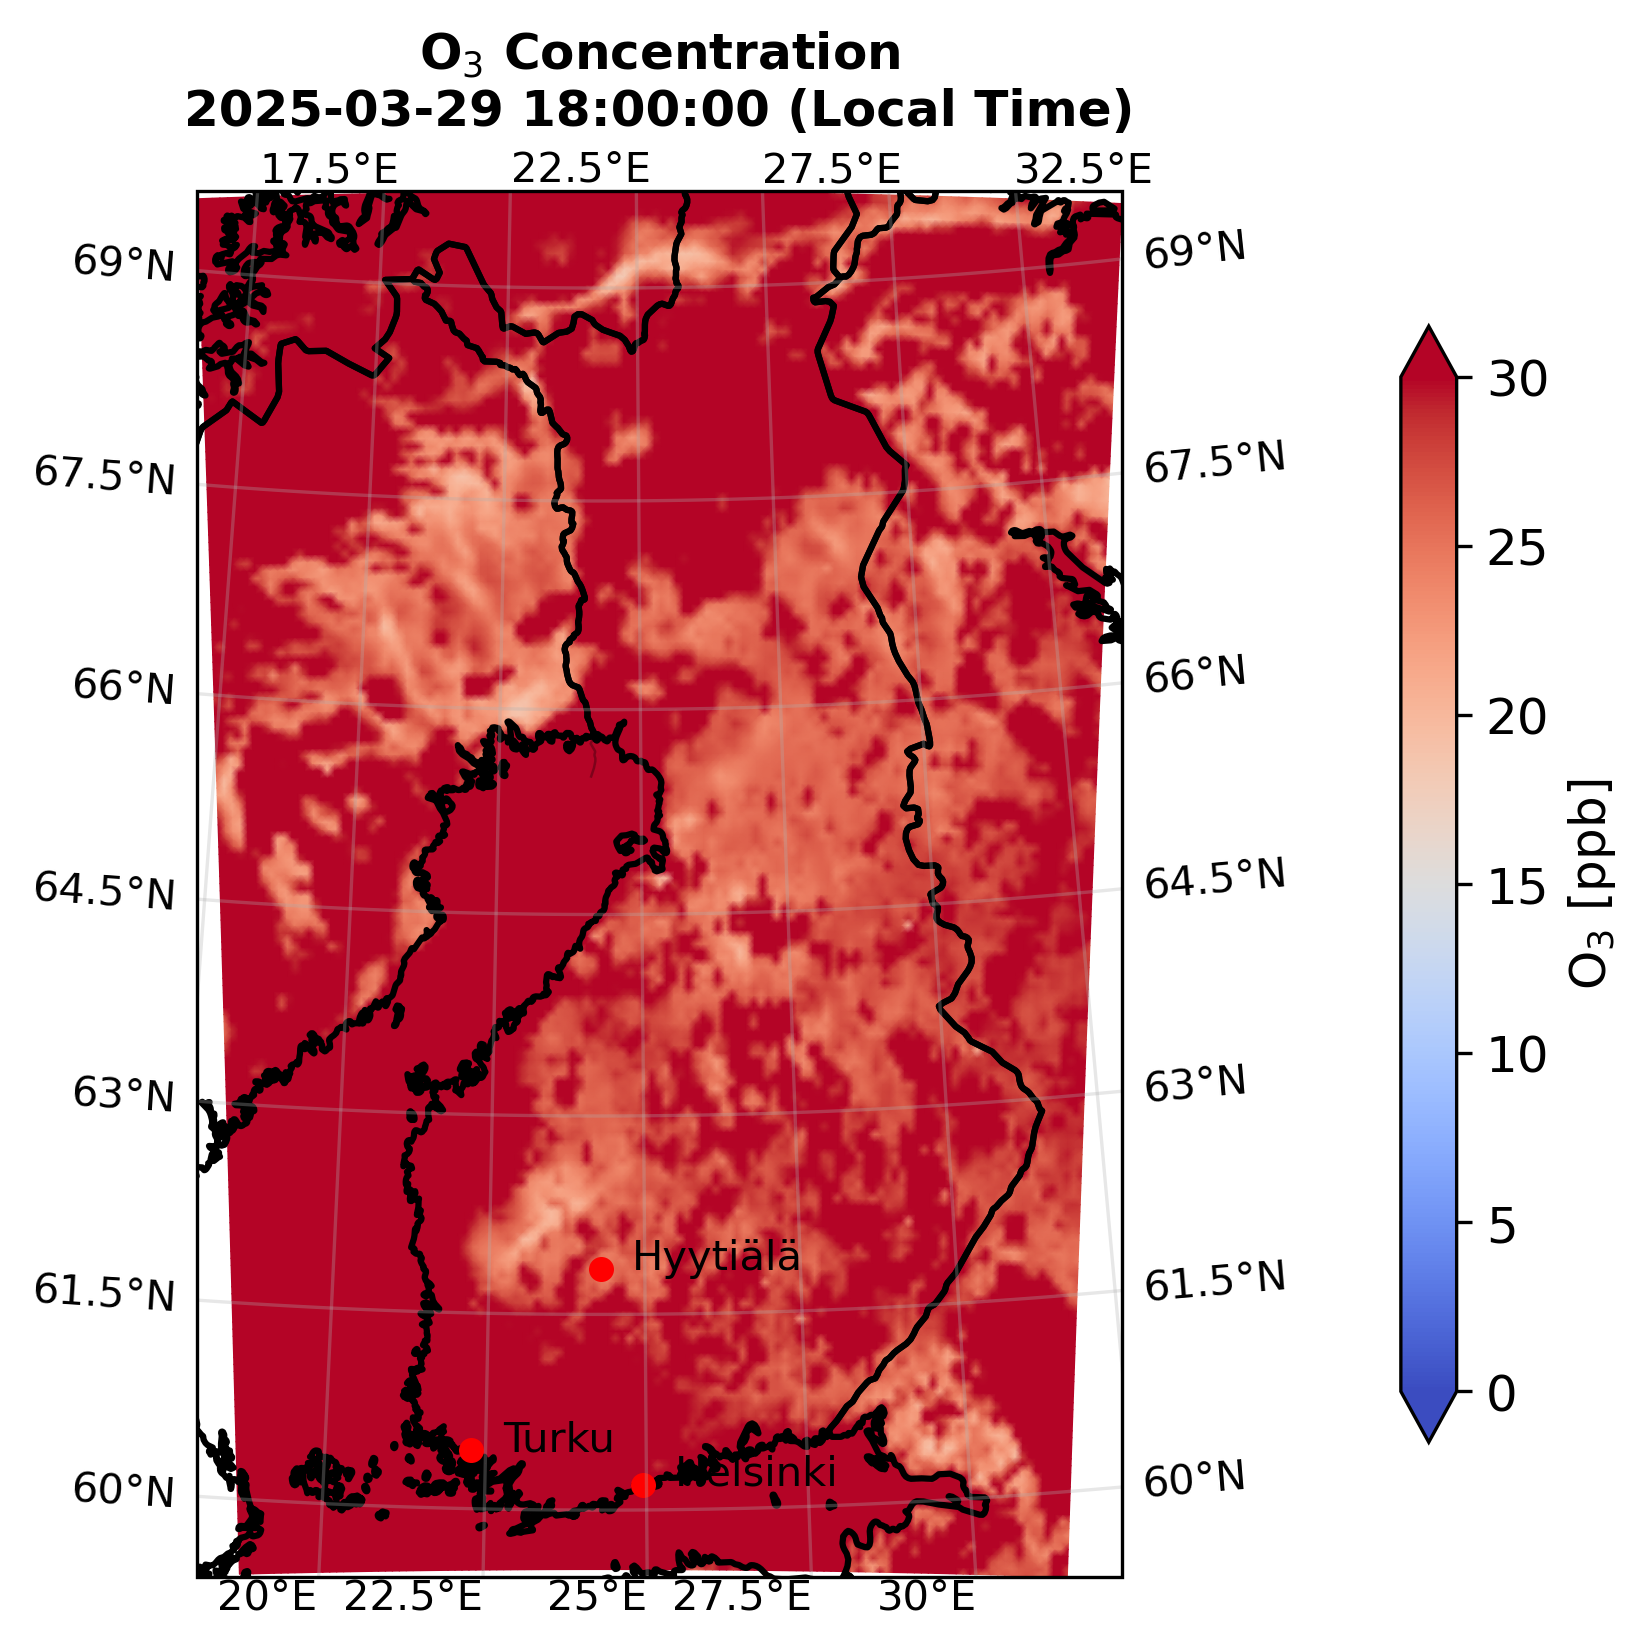 O₃ Concentration
2025-03-29 18:00:00 (Local Time)
17.5°E 22.5°E 27.5°E 32.5°E
69°N 69°N
67.5°N 67.5°N
66°N 66°N
64.5°N 64.5°N
63°N 63°N
61.5°N 61.5°N
60°N 60°N
Hyytiälä
Turku
Helsinki
20°E 22.5°E 25°E 27.5°E 30°E
30
25
20
15
10
5
0
O₃ [ppb]